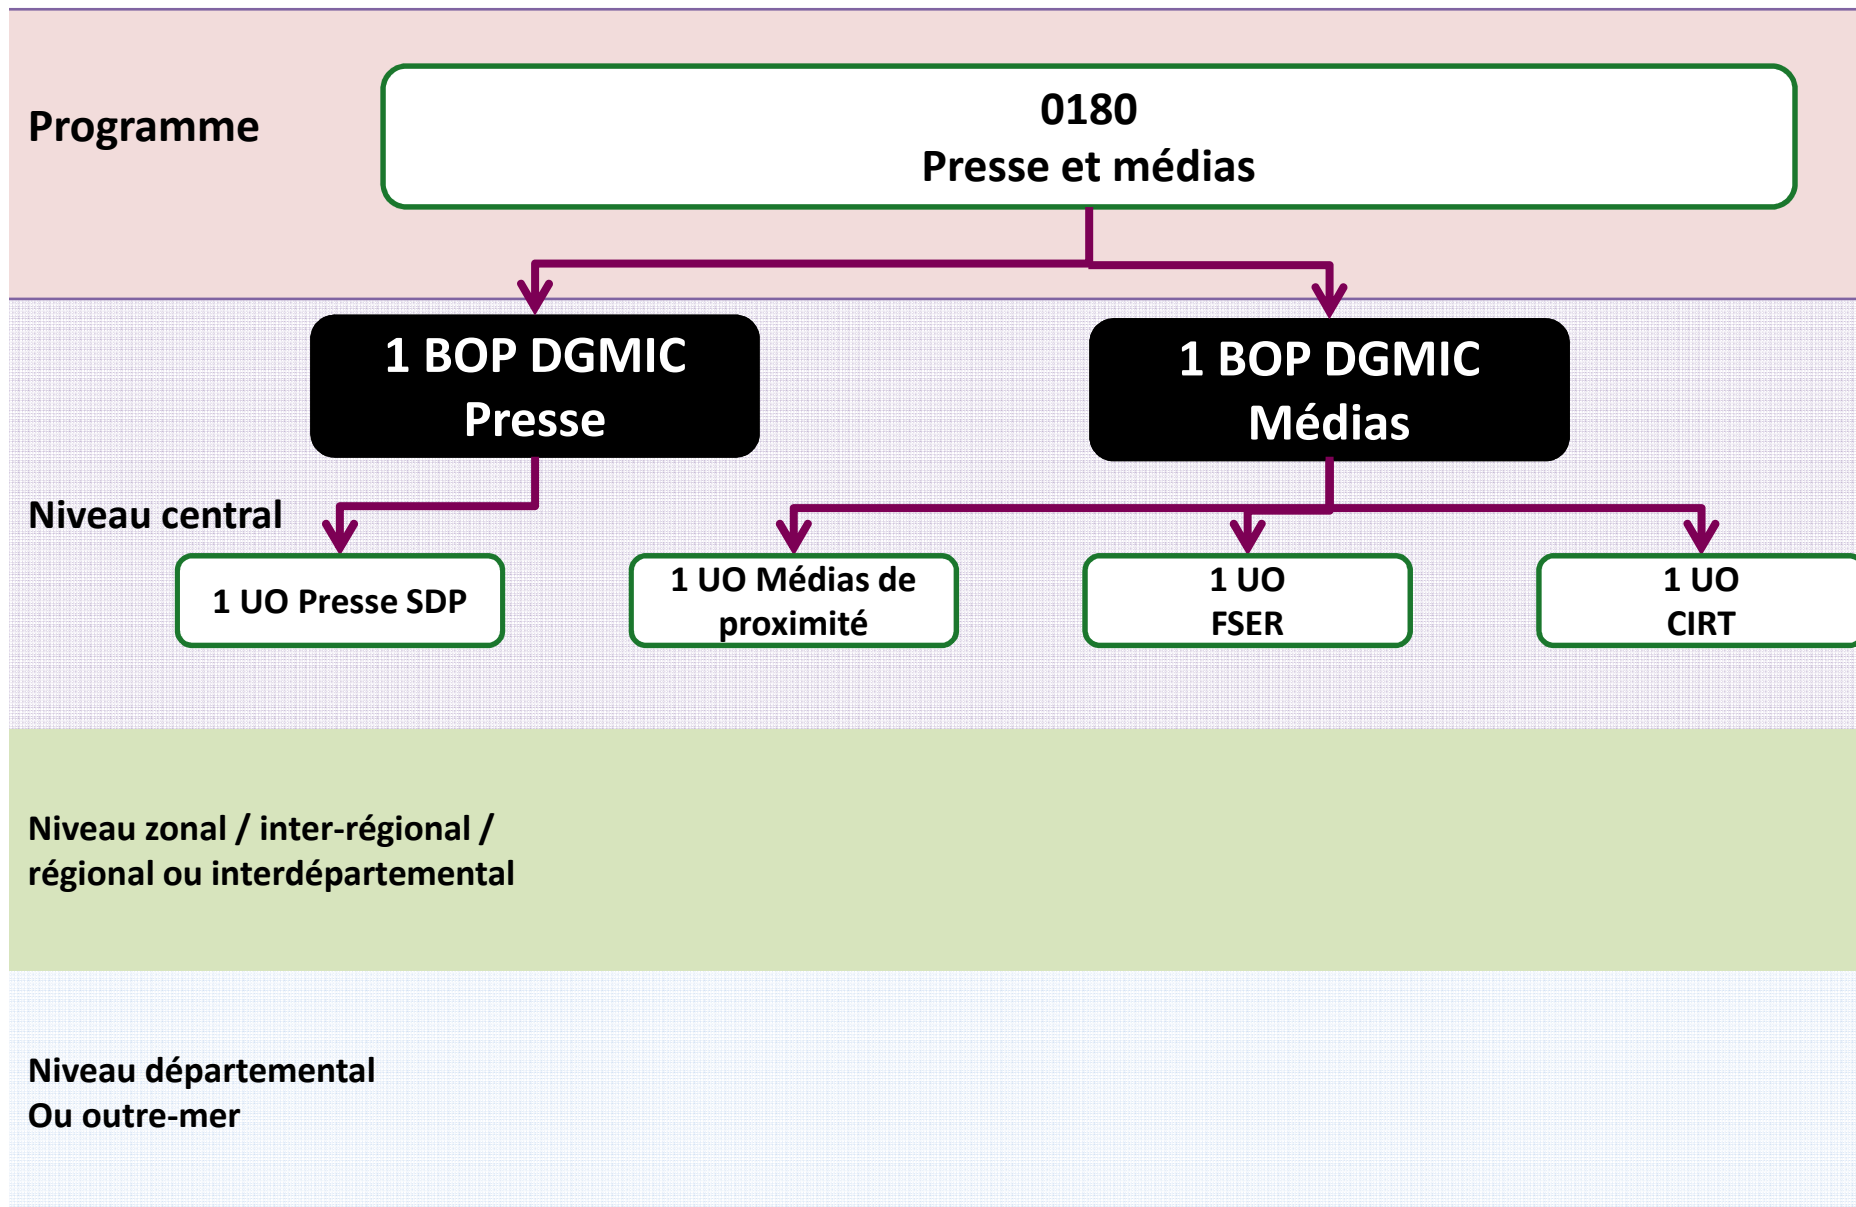 Programme
0180
Presse et médias
1 BOP DGMIC
Presse
1 BOP DGMIC
Médias
Niveau central
1 UO Presse SDP
1 UO Médias de
proximité
1 UO
FSER
1 UO
CIRT
Niveau zonal / inter-régional /
régional ou interdépartemental
Niveau départemental
Ou outre-mer